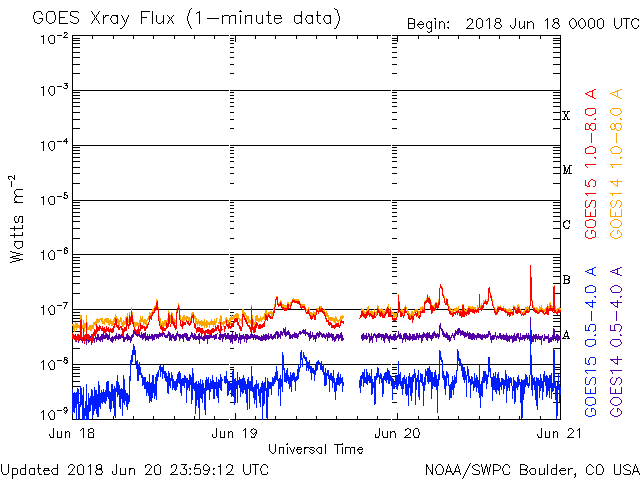 GOES Xray Flux (1-minute data)
Begin: 2018 Jun 18 0000 UTC
10⁻²
10⁻³
10⁻⁴
10⁻⁵
10⁻⁶
10⁻⁷
10⁻⁸
10⁻⁹
Watts m⁻²
X
M
C
B
A
GOES15 1.0-8.0 A
GOES14 1.0-8.0 A
GOES15 0.5-4.0 A
GOES14 0.5-4.0 A
Jun 18 Jun 19 Jun 20 Jun 21
Universal Time
Updated 2018 Jun 20 23:59:12 UTC
NOAA/SWPC Boulder, CO USA